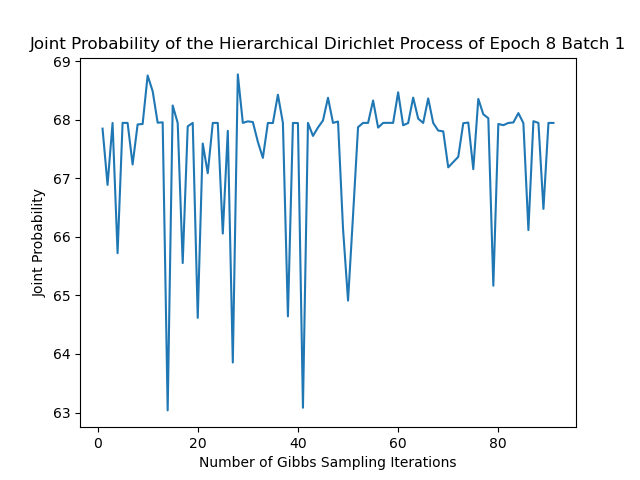 Joint Probability of the Hierarchical Dirichlet Process of Epoch 8 Batch 1
69
68
67
66
65
64
63
Joint Probability
0 20 40 60 80
Number of Gibbs Sampling Iterations